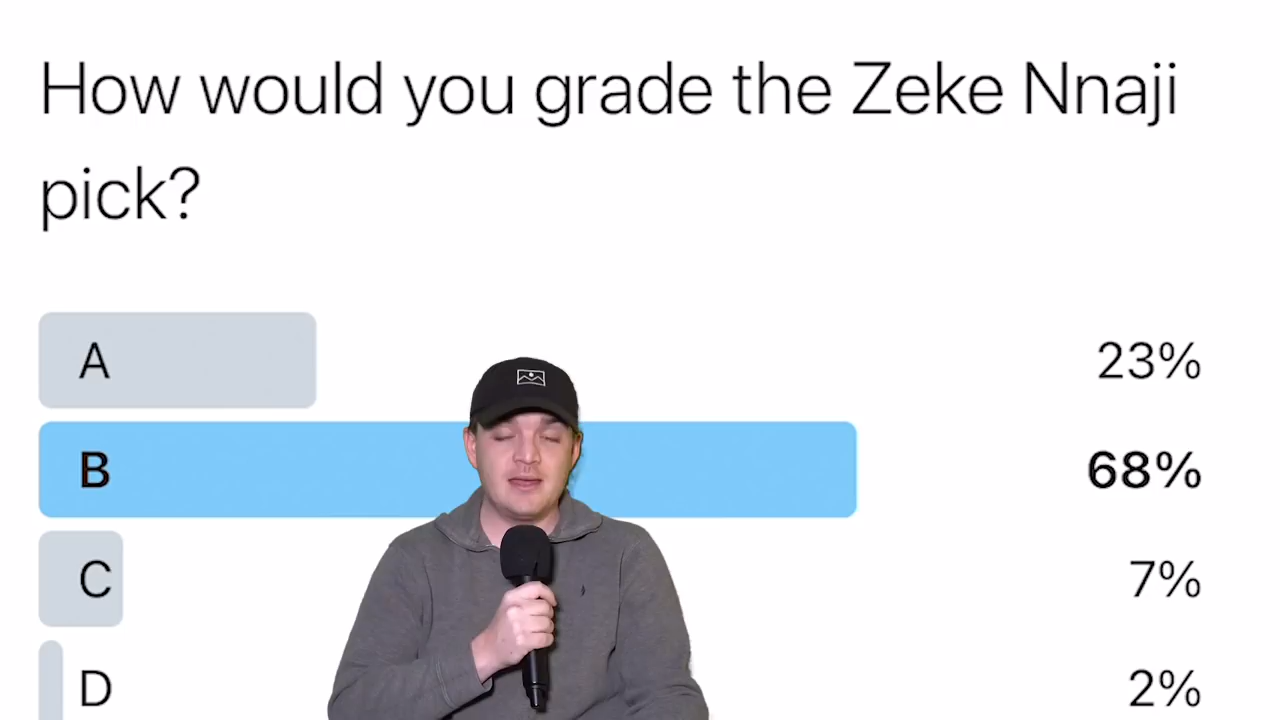 How would you grade the Zeke Nnaji
pick?
A 23%
B 68%
C 7%
D 2%